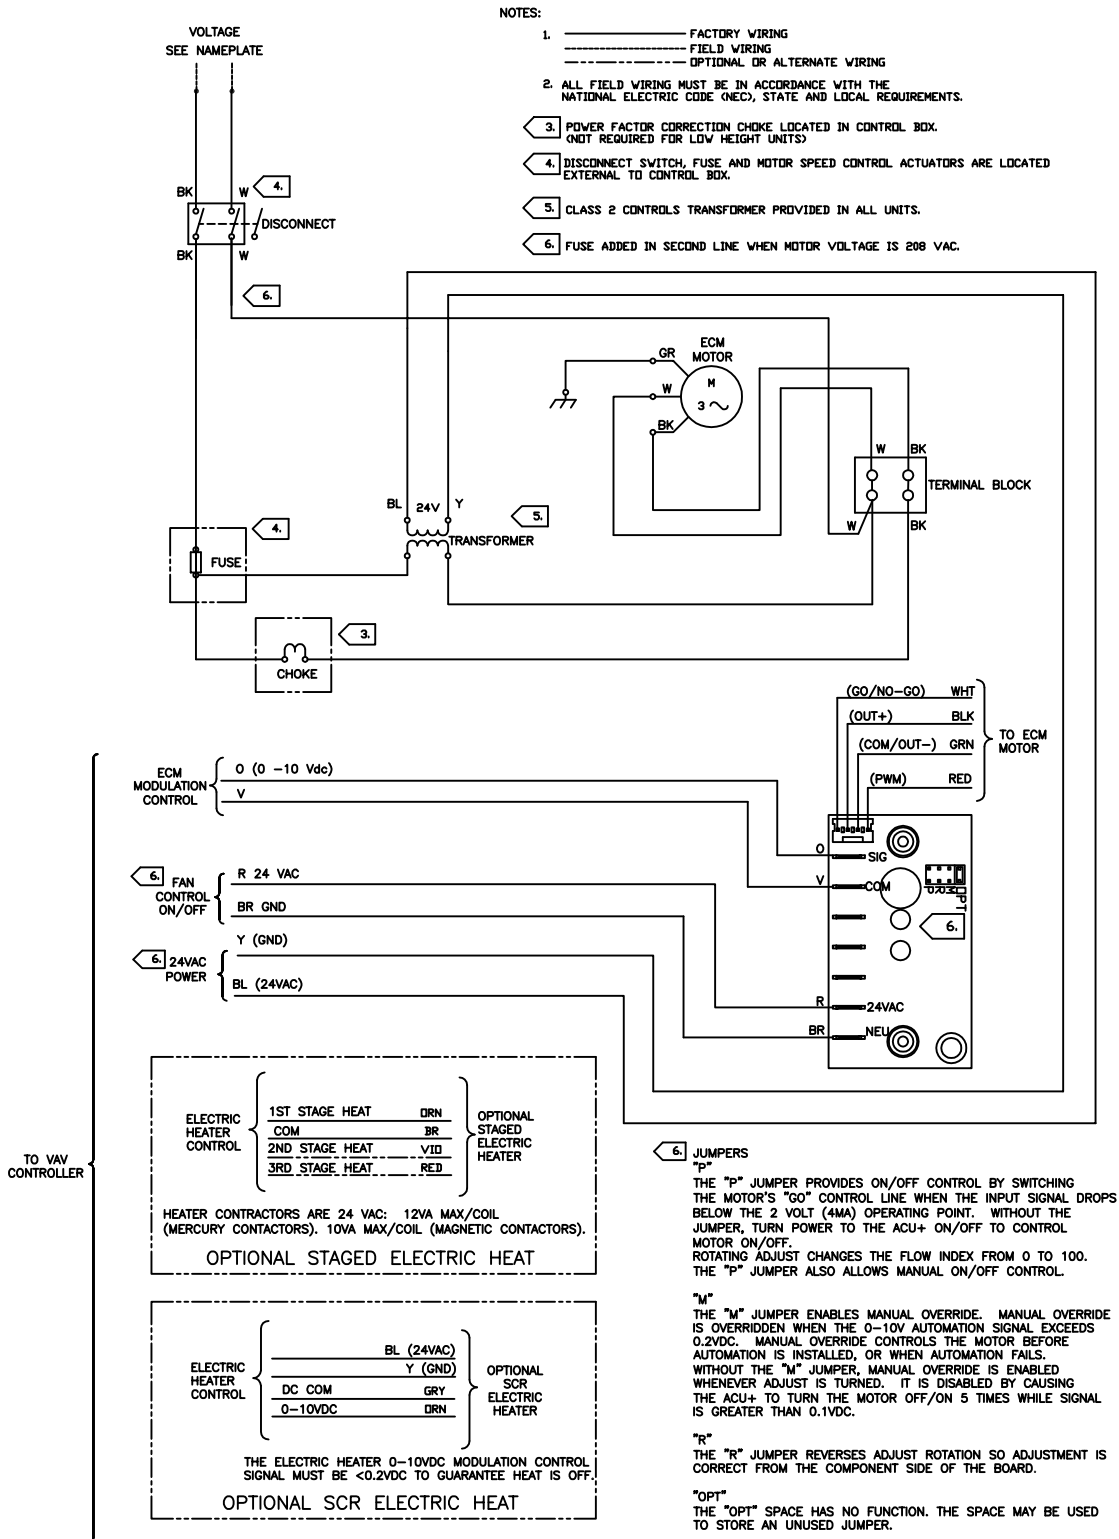 NOTES:
1. FACTORY WIRING
FIELD WIRING
OPTIONAL OR ALTERNATE WIRING
2. ALL FIELD WIRING MUST BE IN ACCORDANCE WITH THE
NATIONAL ELECTRIC CODE (NEC), STATE AND LOCAL REQUIREMENTS.
3. POWER FACTOR CORRECTION CHOKE LOCATED IN CONTROL BOX.
(NOT REQUIRED FOR LOW HEIGHT UNITS)
4. DISCONNECT SWITCH, FUSE AND MOTOR SPEED CONTROL ACTUATORS ARE LOCATED
EXTERNAL TO CONTROL BOX.
5. CLASS 2 CONTROLS TRANSFORMER PROVIDED IN ALL UNITS.
6. FUSE ADDED IN SECOND LINE WHEN MOTOR VOLTAGE IS 208 VAC.
VOLTAGE
SEE NAMEPLATE
BK
W
4.
DISCONNECT
BK
W
6.
ECM
MOTOR
GR
W
BK
M
3
W
BK
TERMINAL BLOCK
W
BK
BL
24V
Y
5.
TRANSFORMER
4.
FUSE
3.
CHOKE
(GO/NO-GO) WHT
(OUT+) BLK
(COM/OUT-) GRN
(PWM) RED
TO ECM
MOTOR
ECM
MODULATION
CONTROL
O (0 -10 Vdc)
V
6. FAN
CONTROL
ON/OFF
R 24 VAC
BR GND
6. 24VAC
POWER
Y (GND)
BL (24VAC)
O
SIG
V
COM
P
R
M
OPT
6.
R
24VAC
BR
NEU
TO VAV
CONTROLLER
ELECTRIC
HEATER
CONTROL
1ST STAGE HEAT ORN
COM BR
2ND STAGE HEAT VIO
3RD STAGE HEAT RED
OPTIONAL
STAGED
ELECTRIC
HEATER
HEATER CONTRACTORS ARE 24 VAC: 12VA MAX/COIL
(MERCURY CONTACTORS). 10VA MAX/COIL (MAGNETIC CONTACTORS).
OPTIONAL STAGED ELECTRIC HEAT
ELECTRIC
HEATER
CONTROL
BL (24VAC)
Y (GND)
DC COM GRY
0-10VDC ORN
OPTIONAL
SCR
ELECTRIC
HEATER
THE ELECTRIC HEATER 0-10VDC MODULATION CONTROL
SIGNAL MUST BE <0.2VDC TO GUARANTEE HEAT IS OFF.
OPTIONAL SCR ELECTRIC HEAT
6. JUMPERS
"P"
THE "P" JUMPER PROVIDES ON/OFF CONTROL BY SWITCHING
THE MOTOR'S "GO" CONTROL LINE WHEN THE INPUT SIGNAL DROPS
BELOW THE 2 VOLT (4MA) OPERATING POINT. WITHOUT THE
JUMPER, TURN POWER TO THE ACU+ ON/OFF TO CONTROL
MOTOR ON/OFF.
ROTATING ADJUST CHANGES THE FLOW INDEX FROM 0 TO 100.
THE "P" JUMPER ALSO ALLOWS MANUAL ON/OFF CONTROL.
"M"
THE "M" JUMPER ENABLES MANUAL OVERRIDE. MANUAL OVERRIDE
IS OVERRIDDEN WHEN THE 0-10V AUTOMATION SIGNAL EXCEEDS
0.2VDC. MANUAL OVERRIDE CONTROLS THE MOTOR BEFORE
AUTOMATION IS INSTALLED, OR WHEN AUTOMATION FAILS.
WITHOUT THE "M" JUMPER, MANUAL OVERRIDE IS ENABLED
WHENEVER ADJUST IS TURNED. IT IS DISABLED BY CAUSING
THE ACU+ TO TURN THE MOTOR OFF/ON 5 TIMES WHILE SIGNAL
IS GREATER THAN 0.1VDC.
"R"
THE "R" JUMPER REVERSES ADJUST ROTATION SO ADJUSTMENT IS
CORRECT FROM THE COMPONENT SIDE OF THE BOARD.
"OPT"
THE "OPT" SPACE HAS NO FUNCTION. THE SPACE MAY BE USED
TO STORE AN UNUSED JUMPER.